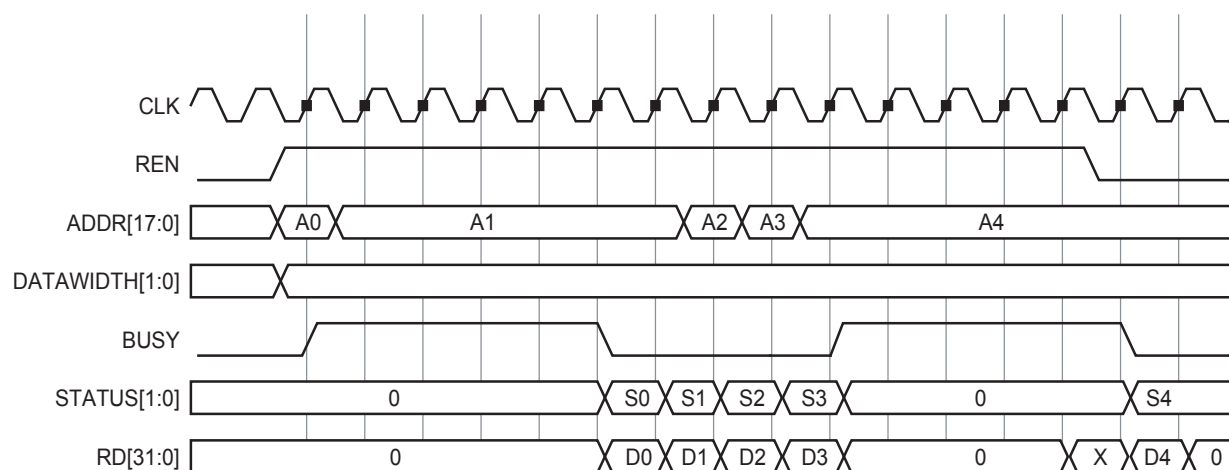 CLK
REN
ADDR[17:0] A0 A1 A2 A3 A4
DATAWIDTH[1:0]
BUSY
STATUS[1:0] 0 S0 S1 S2 S3 0 S4
RD[31:0] 0 D0 D1 D2 D3 0 X D4 0